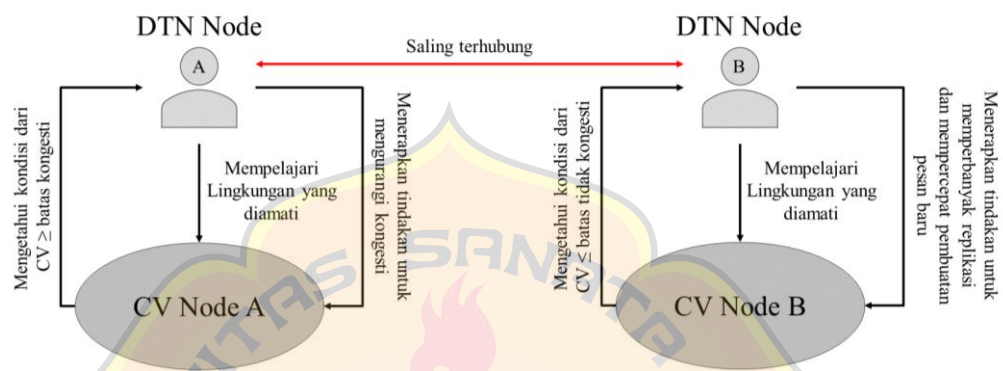 DTN Node
DTN Node
Saling terhubung
A
B
Mengetahui kondisi dari
CV ≥ batas kongesti
Mempelajari
Lingkungan yang
diamati
Menerapkan tindakan untuk
mengurangi kongesti
Mengetahui kondisi dari
CV ≤ batas tidak kongesti
Mempelajari
Lingkungan yang
diamati
Menerapkan tindakan untuk
memperbanyak replikasi
dan mempercepat pembuatan
pesan baru
CV Node A
CV Node B
ITAS SANATA